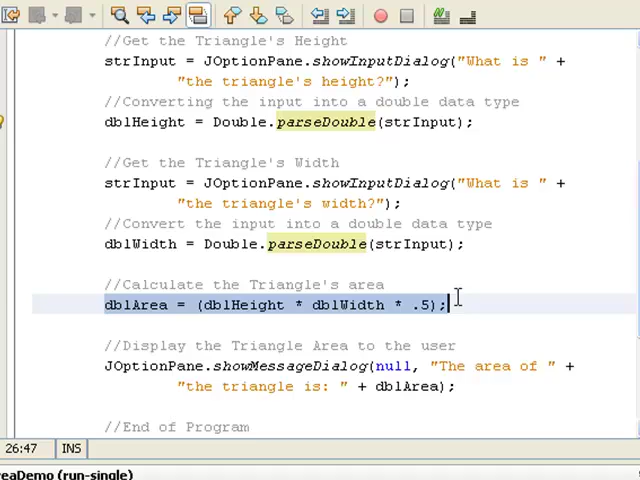 //Get the Triangle's Height
strInput = JOptionPane.showInputDialog("What is " +
"the triangle's height?");
//Converting the input into a double data type
dblHeight = Double.parseDouble(strInput);
//Get the Triangle's Width
strInput = JOptionPane.showInputDialog("What is " +
"the triangle's width?");
//Convert the input into a double data type
dblWidth = Double.parseDouble(strInput);
//Calculate the Triangle's area
dblArea = (dblHeight * dblWidth * .5);
//Display the Triangle Area to the user
JOptionPane.showMessageDialog(null, "The area of " +
"the triangle is: " + dblArea);
//End of Program
26:47 INS
eaDemo (run-single)